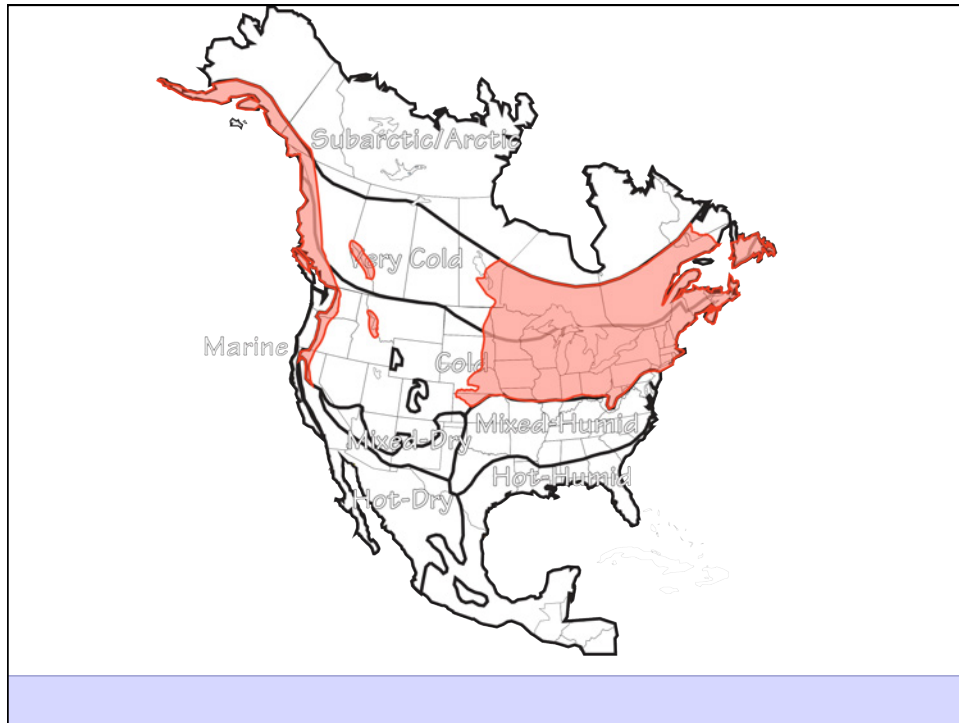 Subarctic/Arctic
Very Cold
Marine
Cold
Mixed-Humid
Mixed-Dry
Hot-Humid
Hot-Dry